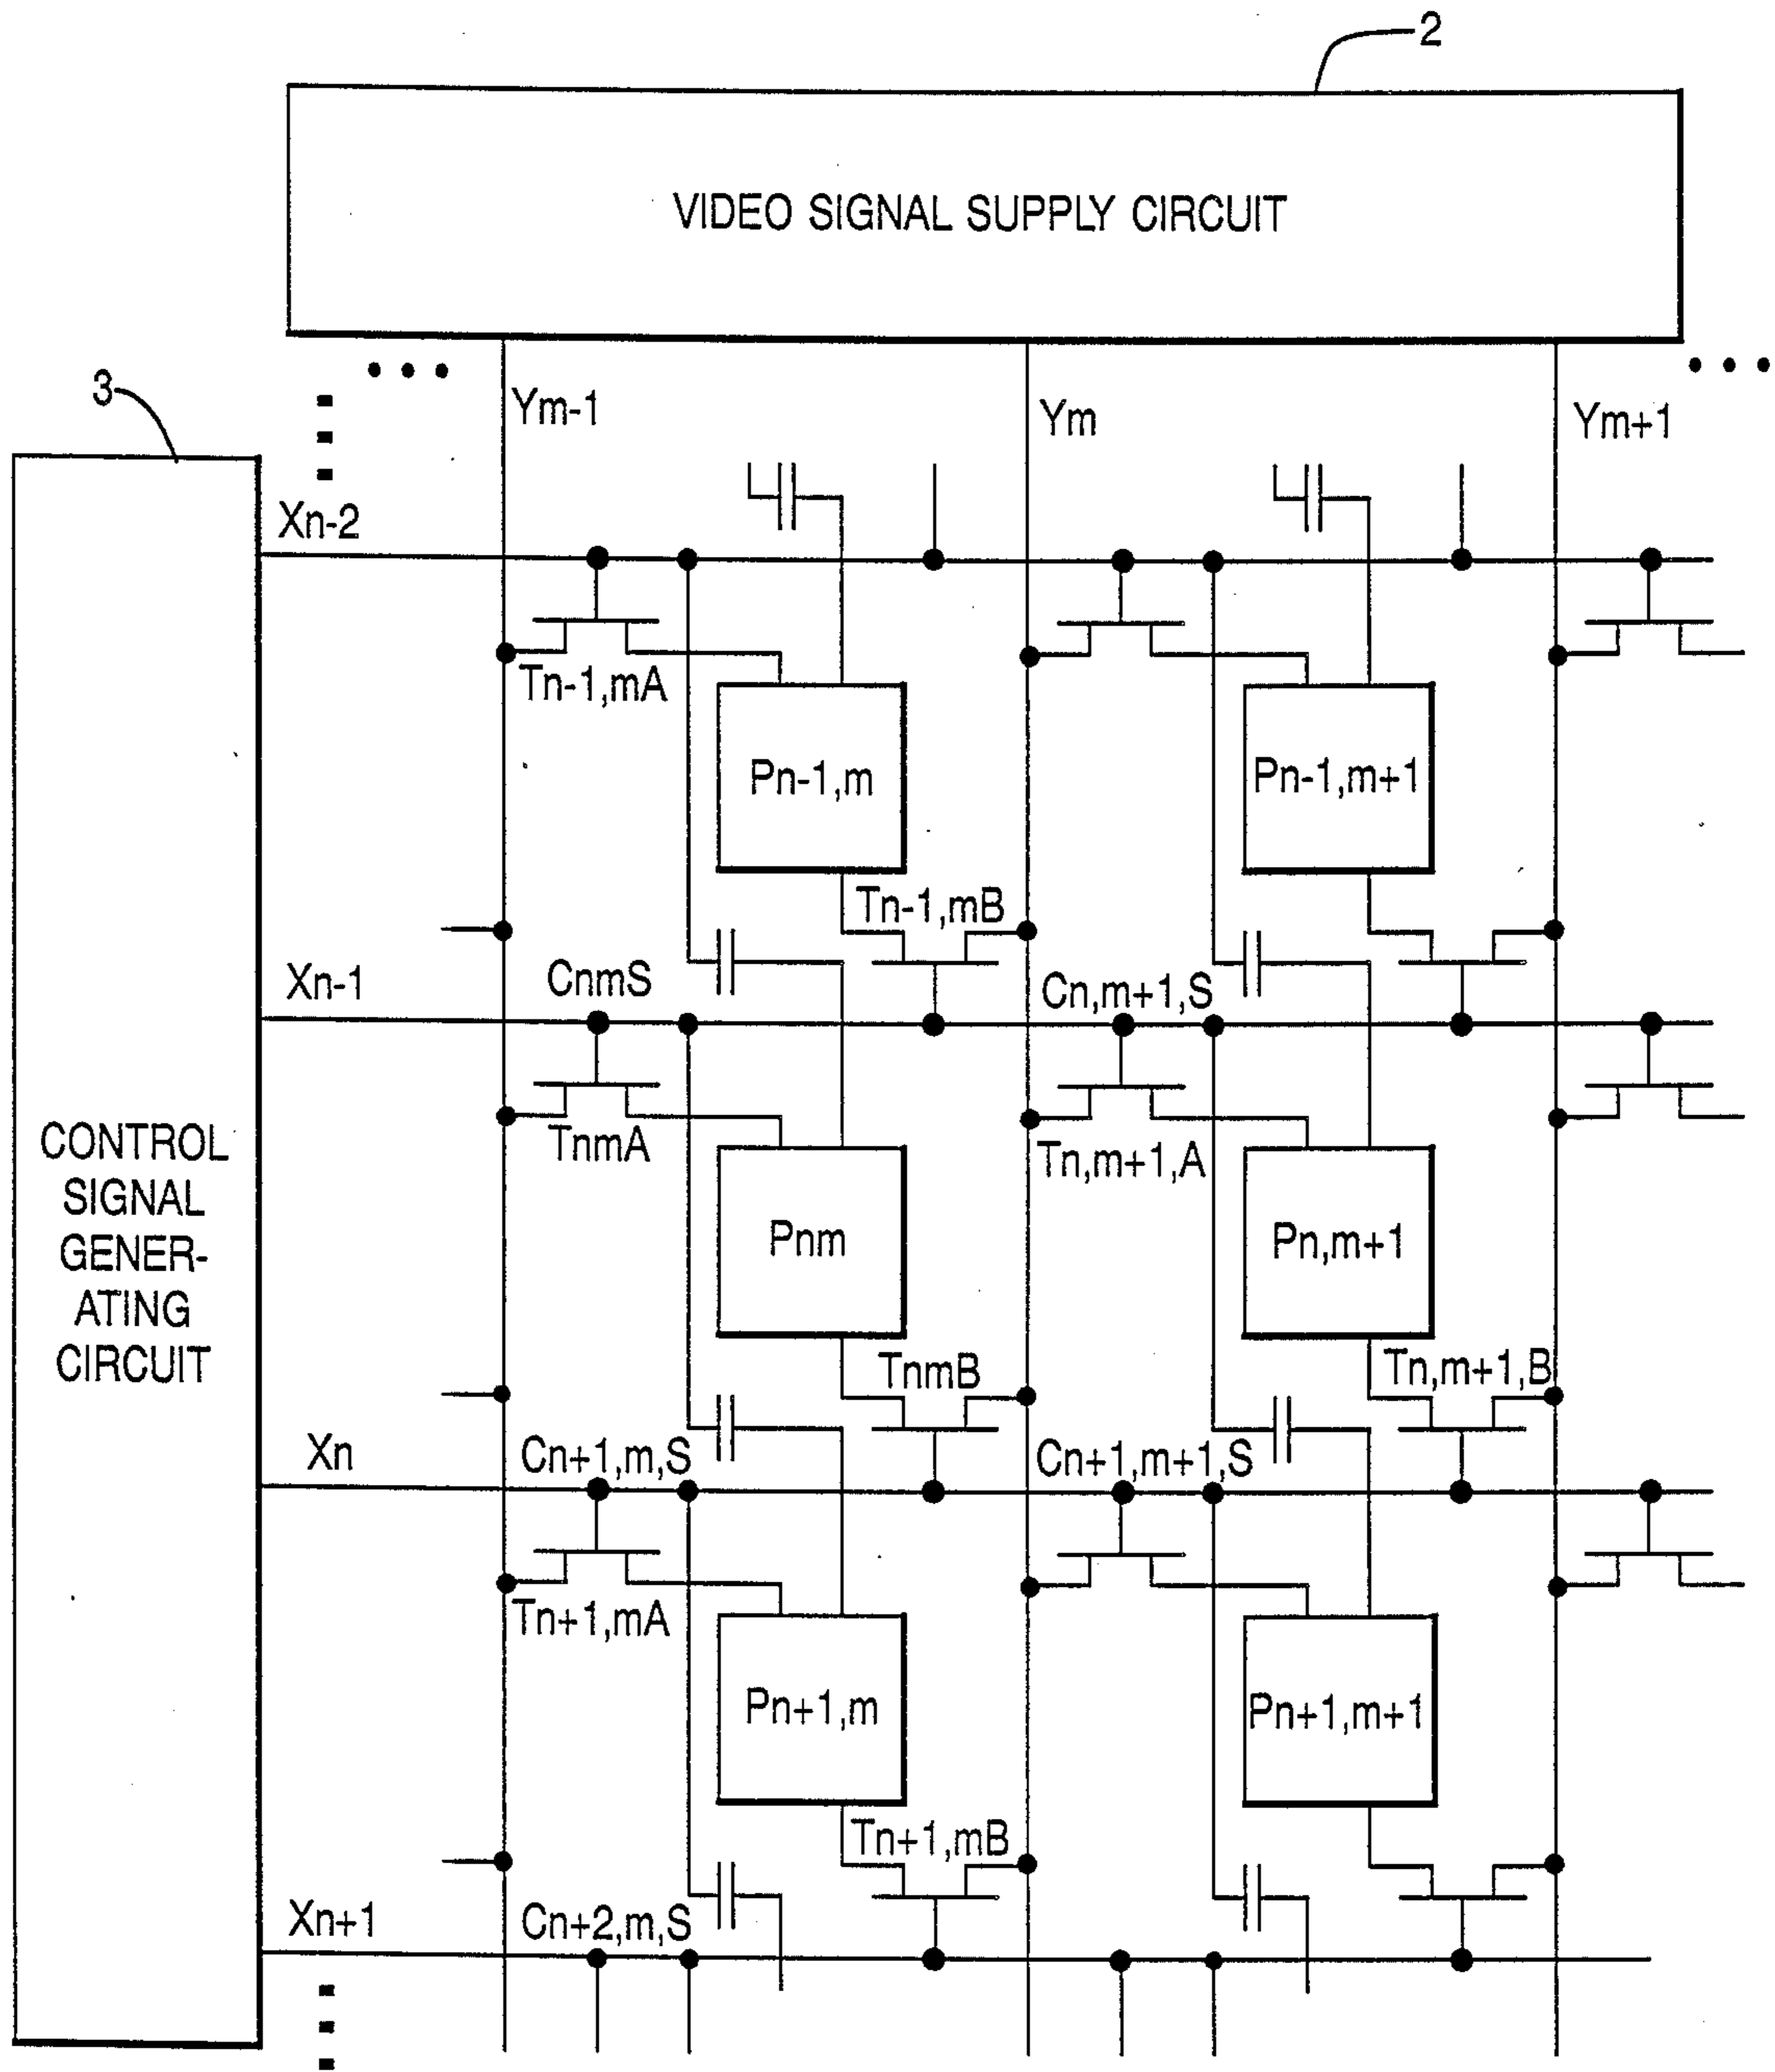 2
VIDEO SIGNAL SUPPLY CIRCUIT
3
Ym-1
Ym
Ym+1
Xn-2
Tn-1,mA
Pn-1,m
Pn-1,m+1
Tn-1,mB
Xn-1
CnmS
Cn,m+1,S
TnmA
Tn,m+1,A
CONTROL
SIGNAL
GENER-
ATING
CIRCUIT
Pnm
Pn,m+1
TnmB
Tn,m+1,B
Xn
Cn+1,m,S
Cn+1,m+1,S
Tn+1,mA
Pn+1,m
Pn+1,m+1
Tn+1,mB
Xn+1
Cn+2,m,S